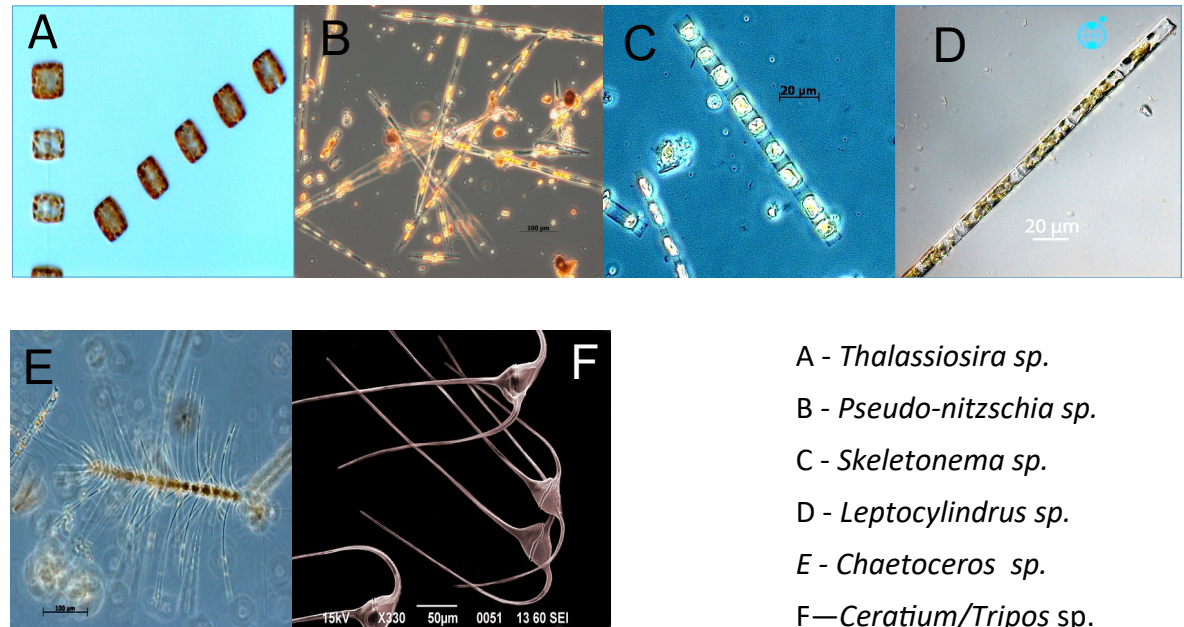 A
B
C
D
20 µm
20 µm
100 µm
E
F
100 µm
15kV X330 50µm 0051 13 60 SEI
A - Thalassiosira sp.
B - Pseudo-nitzschia sp.
C - Skeletonema sp.
D - Leptocylindrus sp.
E - Chaetoceros sp.
F—Ceratium/Tripos sp.